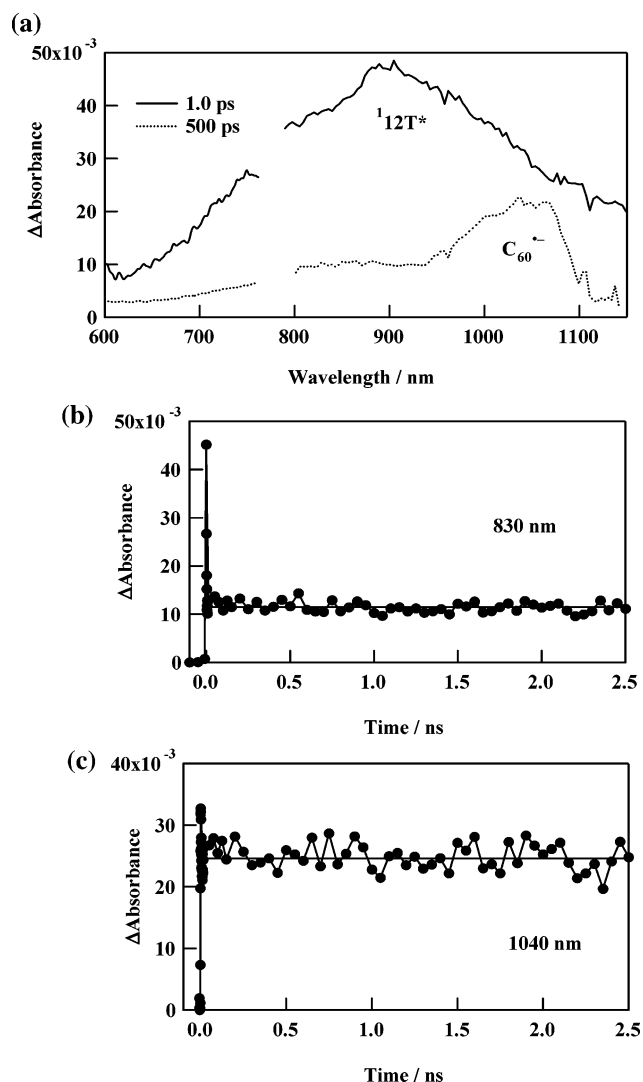 (a)
50x10⁻³
40
30
20
10
0
ΔAbsorbance
1.0 ps
500 ps
¹12T*
C₆₀•−
600 700 800 900 1000 1100
Wavelength / nm
(b)
50x10⁻³
40
30
20
10
0
ΔAbsorbance
830 nm
0.0 0.5 1.0 1.5 2.0 2.5
Time / ns
(c)
40x10⁻³
30
20
10
0
ΔAbsorbance
1040 nm
0.0 0.5 1.0 1.5 2.0 2.5
Time / ns